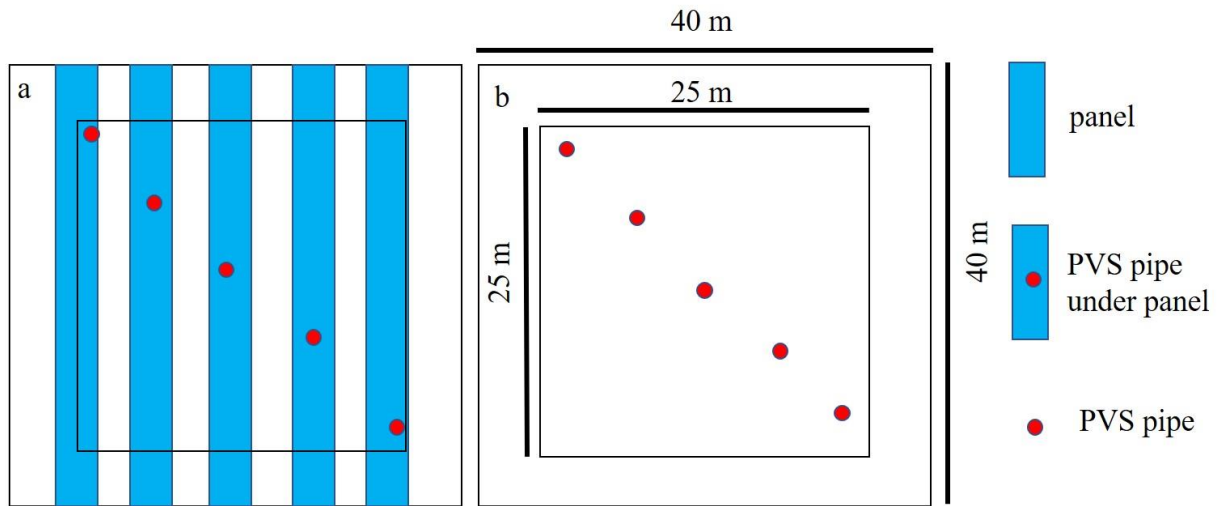 40 m
a
b
25 m
25 m
40 m
panel
PVS pipe
under panel
PVS pipe